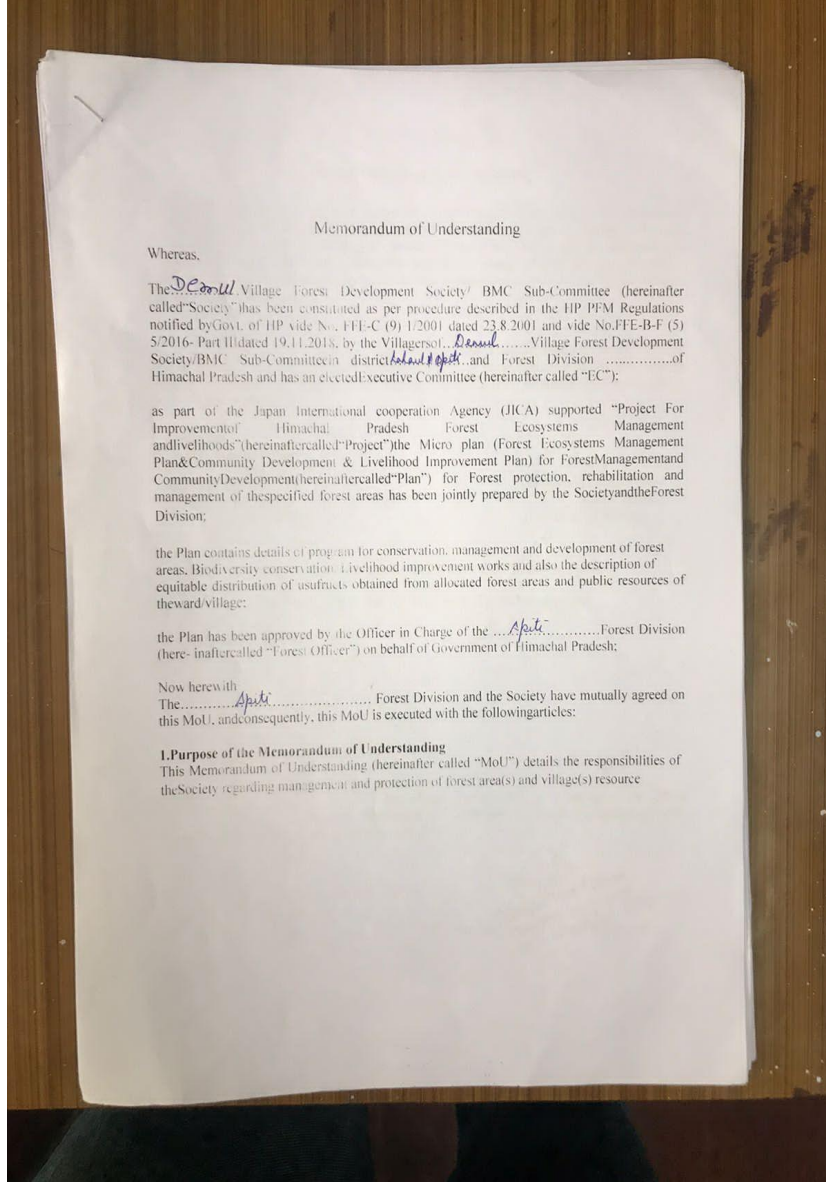 Memorandum of Understanding
Whereas,
The Demul Village Forest Development Society/ BMC Sub-Committee (hereinafter
called“Society”)has been constituted as per procedure described in the HP PFM Regulations
notified byGovt. of HP vide No. FFE-C (9) 1/2001 dated 23.8.2001 and vide No.FFE-B-F (5)
5/2016- Part IIdated 19.11.2018, by the Villagersof...Demul.......Village Forest Development
Society/BMC Sub-Committeein districtLahaul & Spiti..and Forest Division ...............of
Himachal Pradesh and has an electedExecutive Committee (hereinafter called “EC”);
as part of the Japan International cooperation Agency (JICA) supported “Project For
Improvementof Himachal Pradesh Forest Ecosystems Management
andlivelihoods”(hereinaftercalled“Project”)the Micro plan (Forest Ecosystems Management
Plan&Community Development & Livelihood Improvement Plan) for ForestManagementand
CommunityDevelopment(hereinaftercalled“Plan”) for Forest protection, rehabilitation and
management of thespecified forest areas has been jointly prepared by the SocietyandtheForest
Division;
the Plan contains details of program for conservation, management and development of forest
areas, Biodiversity conservation, Livelihood improvement works and also the description of
equitable distribution of usufructs obtained from allocated forest areas and public resources of
theward/village;
the Plan has been approved by the Officer in Charge of the ....Spiti.............Forest Division
(here- inaftercalled “Forest Officer”) on behalf of Government of Himachal Pradesh;
Now herewith
The............Spiti....................... Forest Division and the Society have mutually agreed on
this MoU, andconsequently, this MoU is executed with the followingarticles:
1.Purpose of the Memorandum of Understanding
This Memorandum of Understanding (hereinafter called “MoU”) details the responsibilities of
theSociety regarding management and protection of forest area(s) and village(s) resource